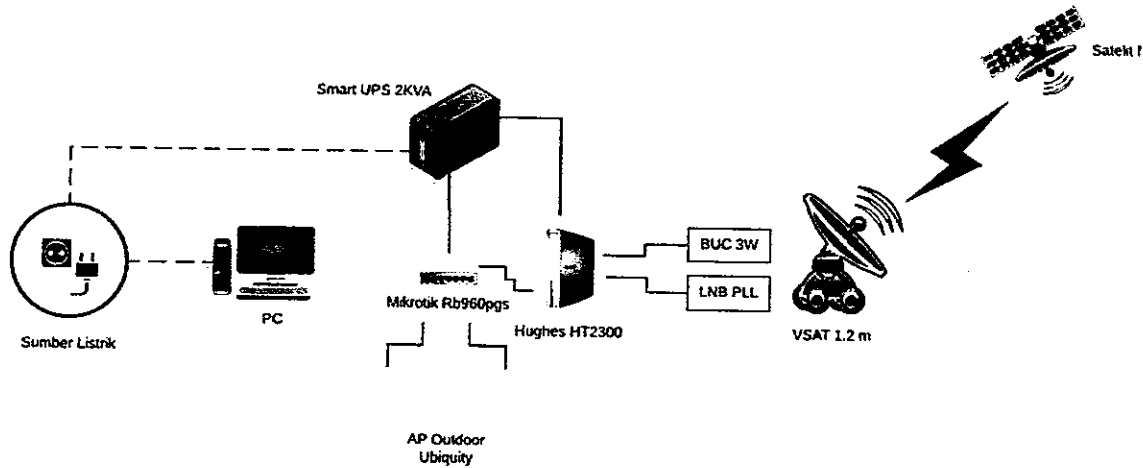 Satelit
Smart UPS 2KVA
BUC 3W
LNB PLL
Mikrotik Rb960pgs
PC
Hughes HT2300
VSAT 1.2 m
Sumber Listrik
AP Outdoor
Ubiquity